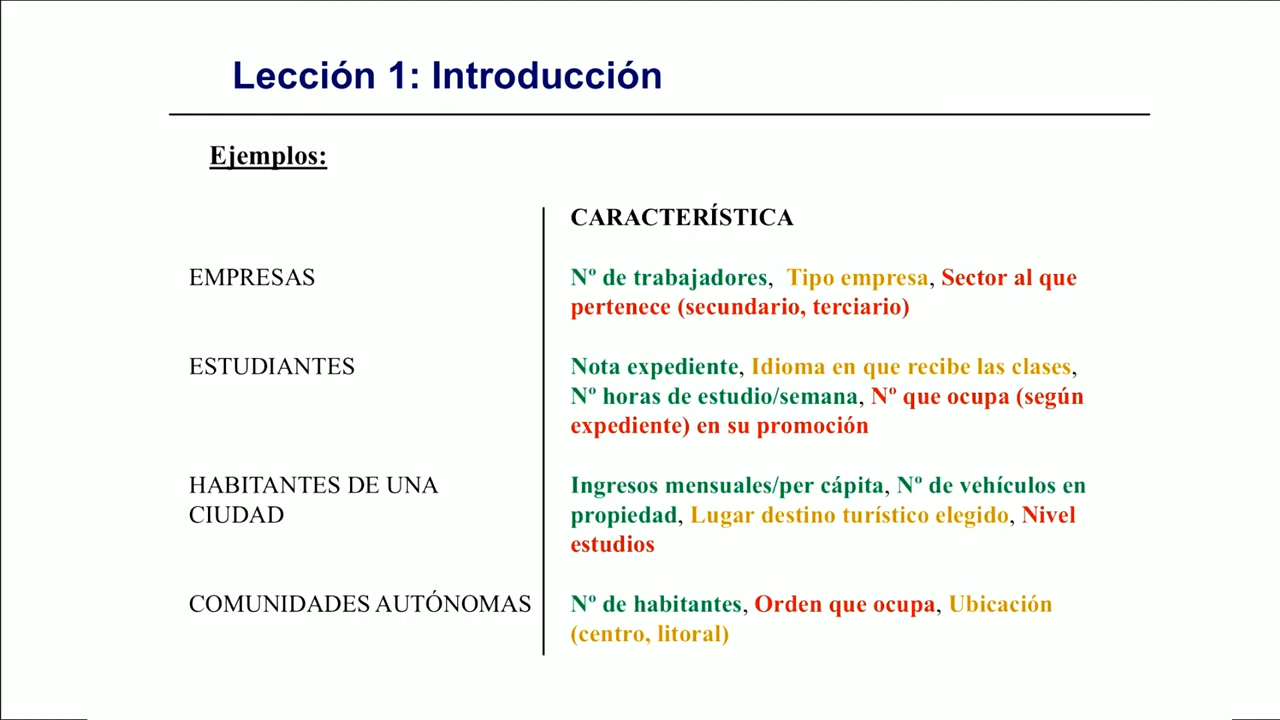 Lección 1: Introducción
Ejemplos:
CARACTERÍSTICA
EMPRESAS
Nº de trabajadores, Tipo empresa, Sector al que
pertenece (secundario, terciario)
ESTUDIANTES
Nota expediente, Idioma en que recibe las clases,
Nº horas de estudio/semana, Nº que ocupa (según
expediente) en su promoción
HABITANTES DE UNA
CIUDAD
Ingresos mensuales/per cápita, Nº de vehículos en
propiedad, Lugar destino turístico elegido, Nivel
estudios
COMUNIDADES AUTÓNOMAS
Nº de habitantes, Orden que ocupa, Ubicación
(centro, litoral)